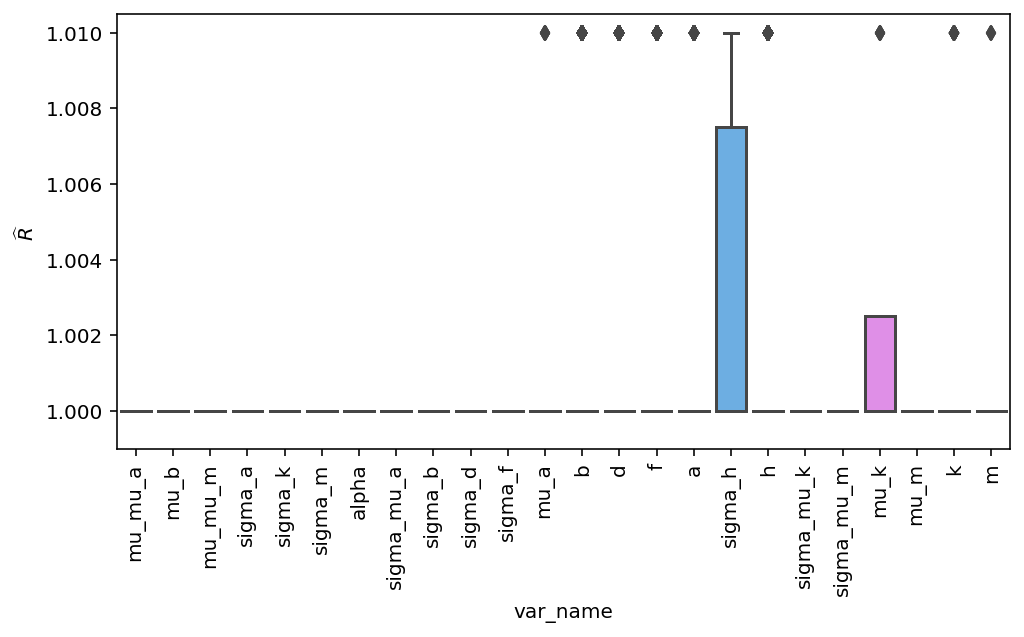 1.010
1.008
1.006
1.004
1.002
1.000
R̂
mu_mu_a
mu_b
mu_mu_m
sigma_a
sigma_k
sigma_m
alpha
sigma_mu_a
sigma_b
sigma_d
sigma_f
mu_a
b
d
f
a
sigma_h
h
sigma_mu_k
sigma_mu_m
mu_k
mu_m
k
m
var_name